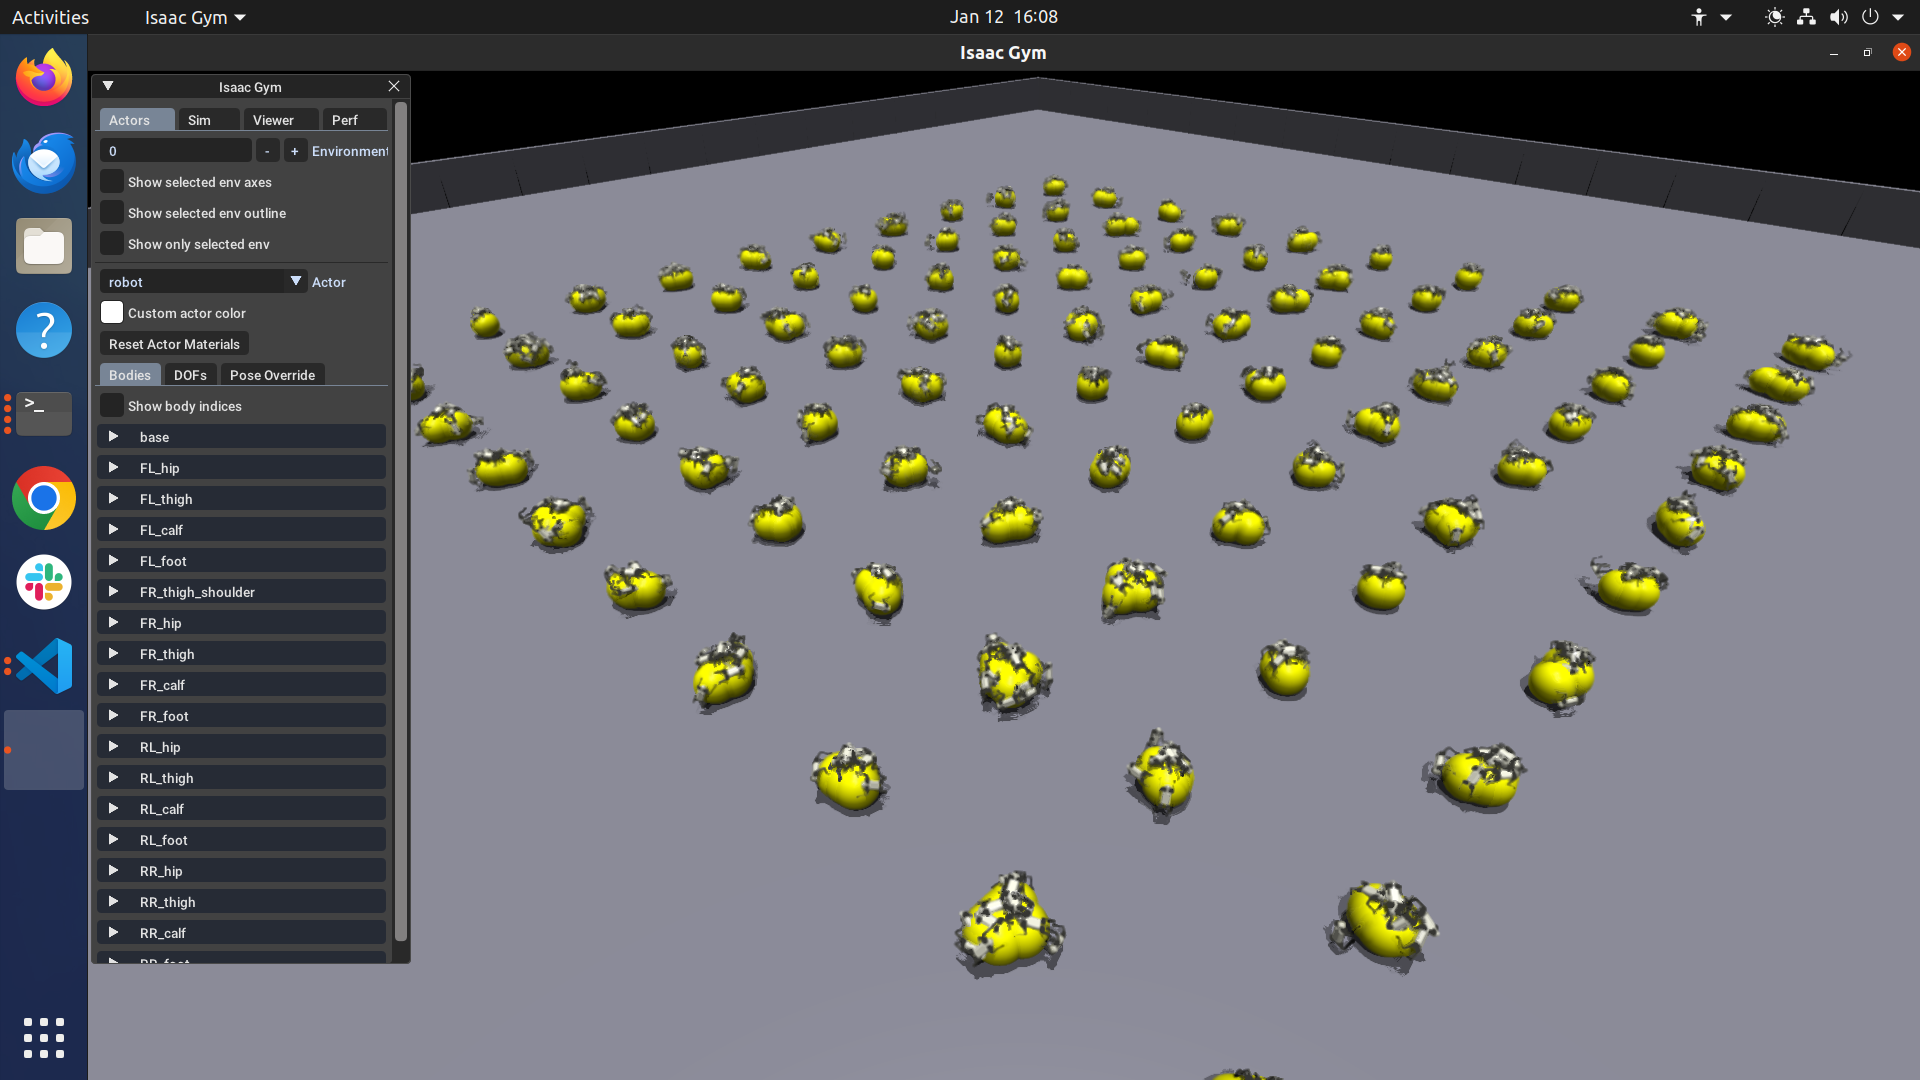 Activities
Isaac Gym
Jan 12 16:08
Isaac Gym
Isaac Gym
Actors Sim Viewer Perf
0 - + Environment
Show selected env axes
Show selected env outline
Show only selected env
robot Actor
Custom actor color
Reset Actor Materials
Bodies DOFs Pose Override
Show body indices
base
FL_hip
FL_thigh
FL_calf
FL_foot
FR_thigh_shoulder
FR_hip
FR_thigh
FR_calf
FR_foot
RL_hip
RL_thigh
RL_calf
RL_foot
RR_hip
RR_thigh
RR_calf
RR_foot